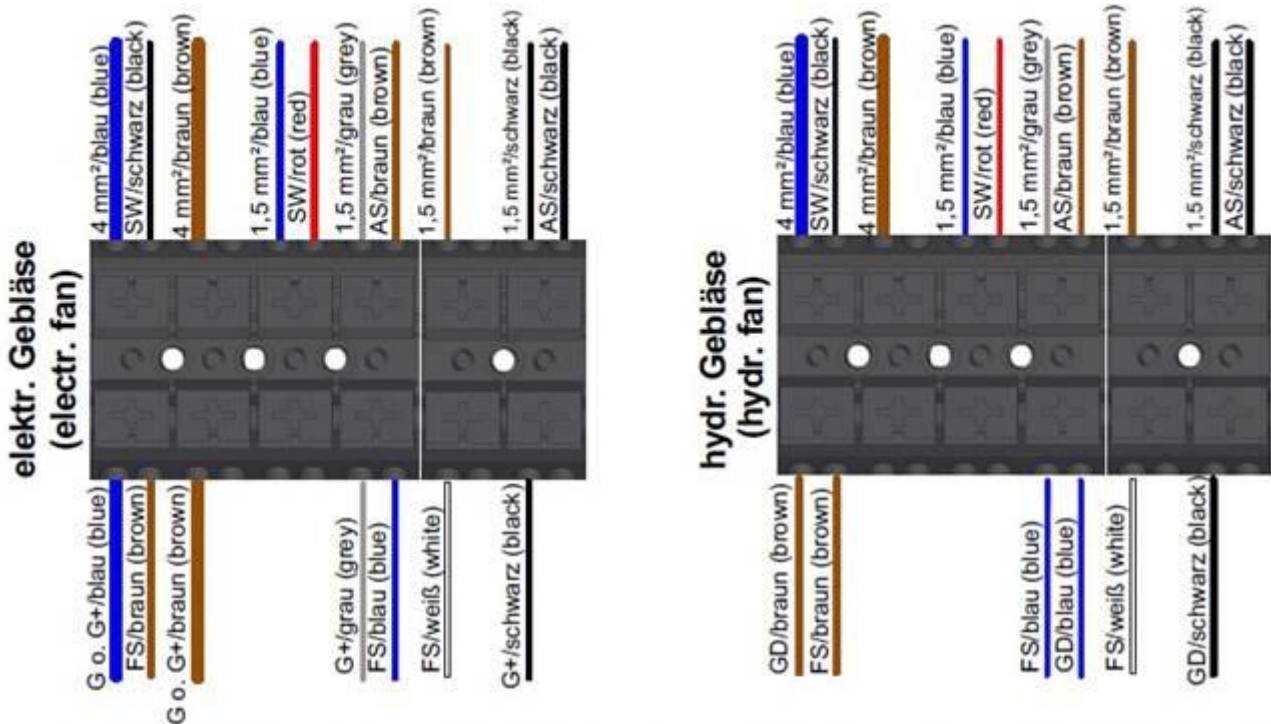 elektr. Gebläse
(electr. fan)
4 mm²/blau (blue)
SW/schwarz (black)
4 mm²/braun (brown)
1,5 mm²/blau (blue)
SW/rot (red)
1,5 mm²/grau (grey)
AS/braun (brown)
1,5 mm²/braun (brown)
1,5 mm²/schwarz (black)
AS/schwarz (black)
G o. G+/blau (blue)
FS/braun (brown)
G o. G+/braun (brown)
G+/grau (grey)
FS/blau (blue)
FS/weiß (white)
G+/schwarz (black)
hydr. Gebläse
(hydr. fan)
4 mm²/blau (blue)
SW/schwarz (black)
4 mm²/braun (brown)
1,5 mm²/blau (blue)
SW/rot (red)
1,5 mm²/grau (grey)
AS/braun (brown)
1,5 mm²/braun (brown)
1,5 mm²/schwarz (black)
AS/schwarz (black)
GD/braun (brown)
FS/braun (brown)
FS/blau (blue)
GD/blau (blue)
FS/weiß (white)
GD/schwarz (black)